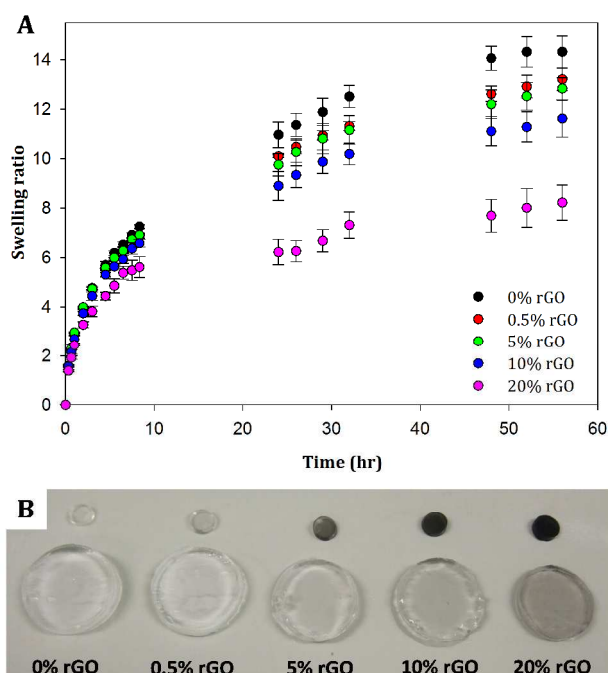 A
14
12
10
8
6
4
2
0
Swelling ratio
0% rGO
0.5% rGO
5% rGO
10% rGO
20% rGO
0 10 20 30 40 50 60
Time (hr)
B
0% rGO 0.5% rGO 5% rGO 10% rGO 20% rGO